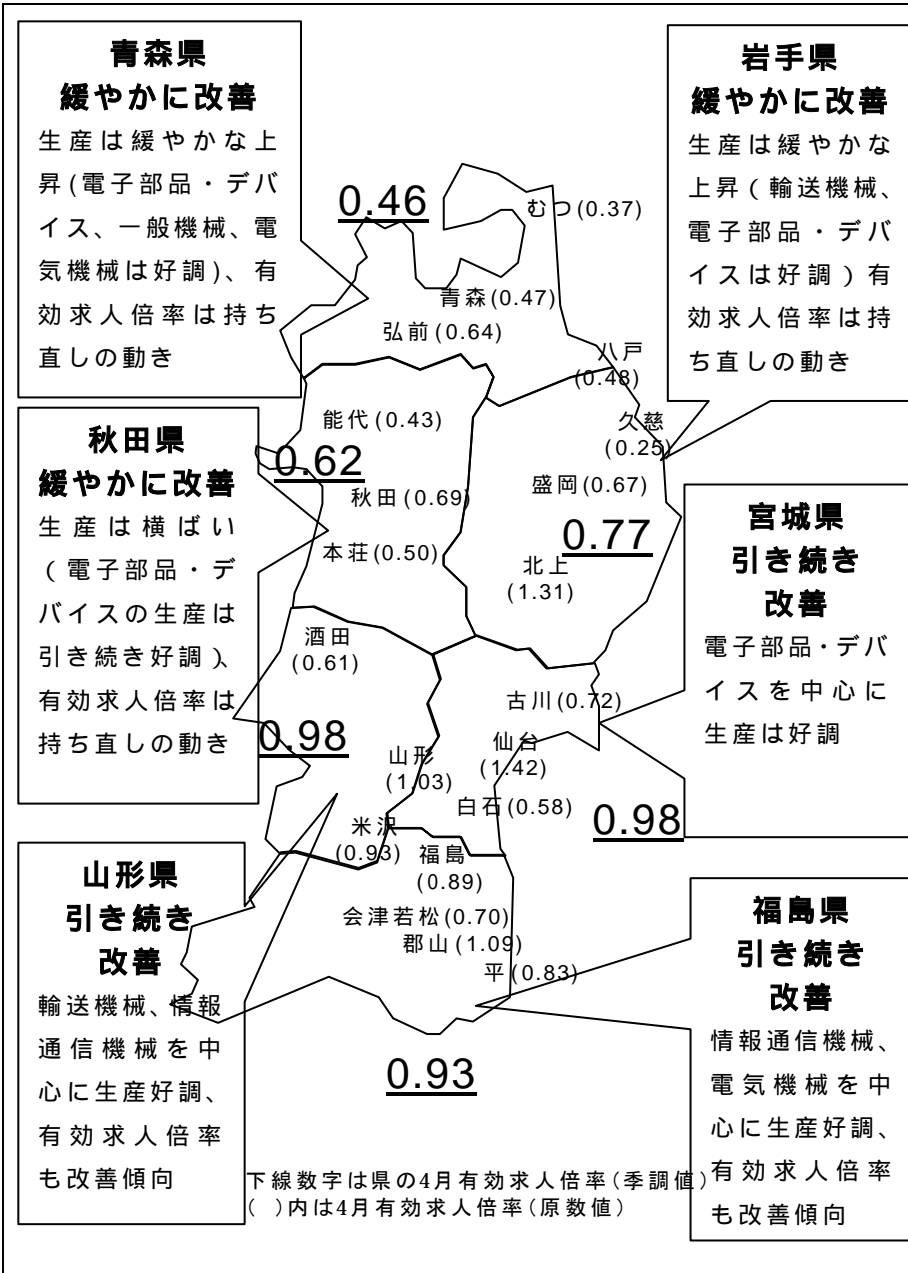 青森県
緩やかに改善
生産は緩やかな上
昇(電子部品・デバ
イス、一般機械、電
気機械は好調)、有
効求人倍率は持ち
直しの動き
岩手県
緩やかに改善
生産は緩やかな
上昇（輸送機械、
電子部品・デバ
イスは好調）有
効求人倍率は持
ち直しの動き
0.46
むつ(0.37)
青森(0.47)
弘前(0.64)
八戸
(0.48)
秋田県
緩やかに改善
生産は横ばい
（電子部品・デ
バイスの生産は
引き続き好調）、
有効求人倍率は
持ち直しの動き
能代(0.43)
0.62
秋田(0.69)
本荘(0.50)
久慈
(0.25)
盛岡(0.67)
0.77
北上
(1.31)
宮城県
引き続き
改善
電子部品・デバ
イスを中心に
生産は好調
酒田
(0.61)
0.98
山形
(1.03)
米沢
(0.93)
古川(0.72)
仙台
(1.42)
白石(0.58)
0.98
山形県
引き続き
改善
輸送機械、情報
通信機械を中
心に生産好調、
有効求人倍率
も改善傾向
福島
(0.89)
会津若松(0.70)
郡山(1.09)
平(0.83)
0.93
福島県
引き続き
改善
情報通信機械、
電気機械を中
心に生産好調、
有効求人倍率
も改善傾向
下線数字は県の4月有効求人倍率(季調値)
(　)内は4月有効求人倍率(原数値)